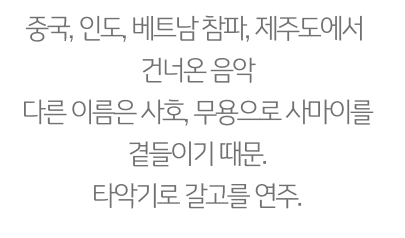 중국, 인도, 베트남 참파, 제주도에서
건너온 음악
다른 이름은 사호, 무용으로 사마이를
곁들이기 때문.
타악기로 갈고를 연주.